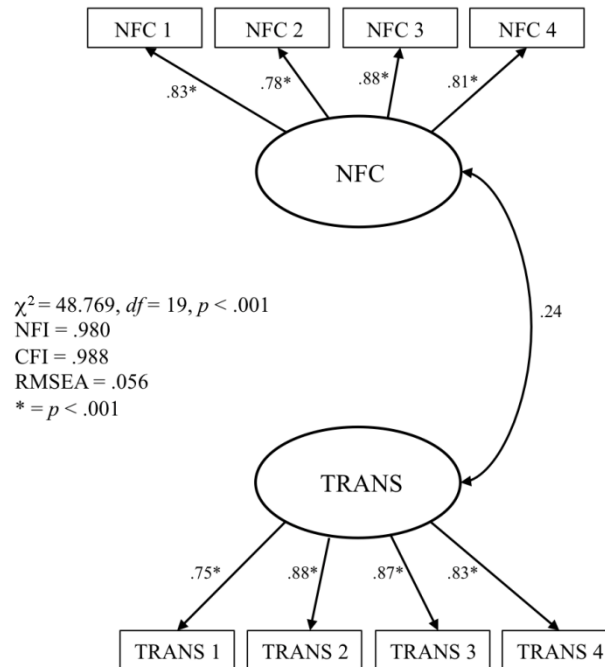 NFC 1 NFC 2 NFC 3 NFC 4
.83* .78* .88* .81*
NFC
.24
χ² = 48.769, df = 19, p < .001
NFI = .980
CFI = .988
RMSEA = .056
* = p < .001
TRANS
.75* .88* .87* .83*
TRANS 1 TRANS 2 TRANS 3 TRANS 4